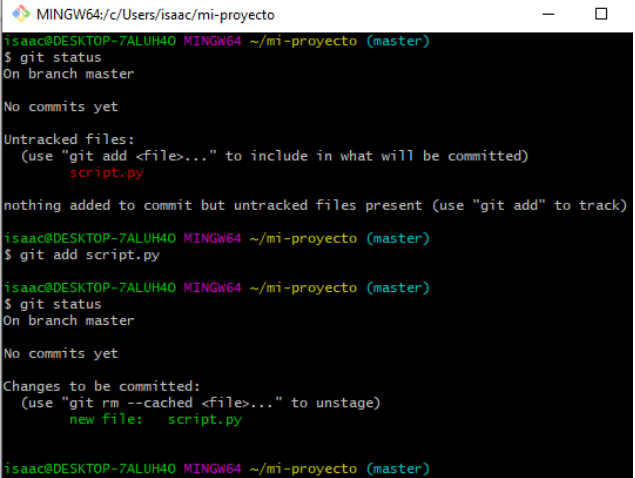 MINGW64:/c/Users/isaac/mi-proyecto
isaac@DESKTOP-7ALUH4O MINGW64 ~/mi-proyecto (master)
$ git status
On branch master
No commits yet
Untracked files:
(use "git add <file>..." to include in what will be committed)
script.py
nothing added to commit but untracked files present (use "git add" to track)
isaac@DESKTOP-7ALUH4O MINGW64 ~/mi-proyecto (master)
$ git add script.py
isaac@DESKTOP-7ALUH4O MINGW64 ~/mi-proyecto (master)
$ git status
On branch master
No commits yet
Changes to be committed:
(use "git rm --cached <file>..." to unstage)
new file:   script.py
isaac@DESKTOP-7ALUH4O MINGW64 ~/mi-proyecto (master)